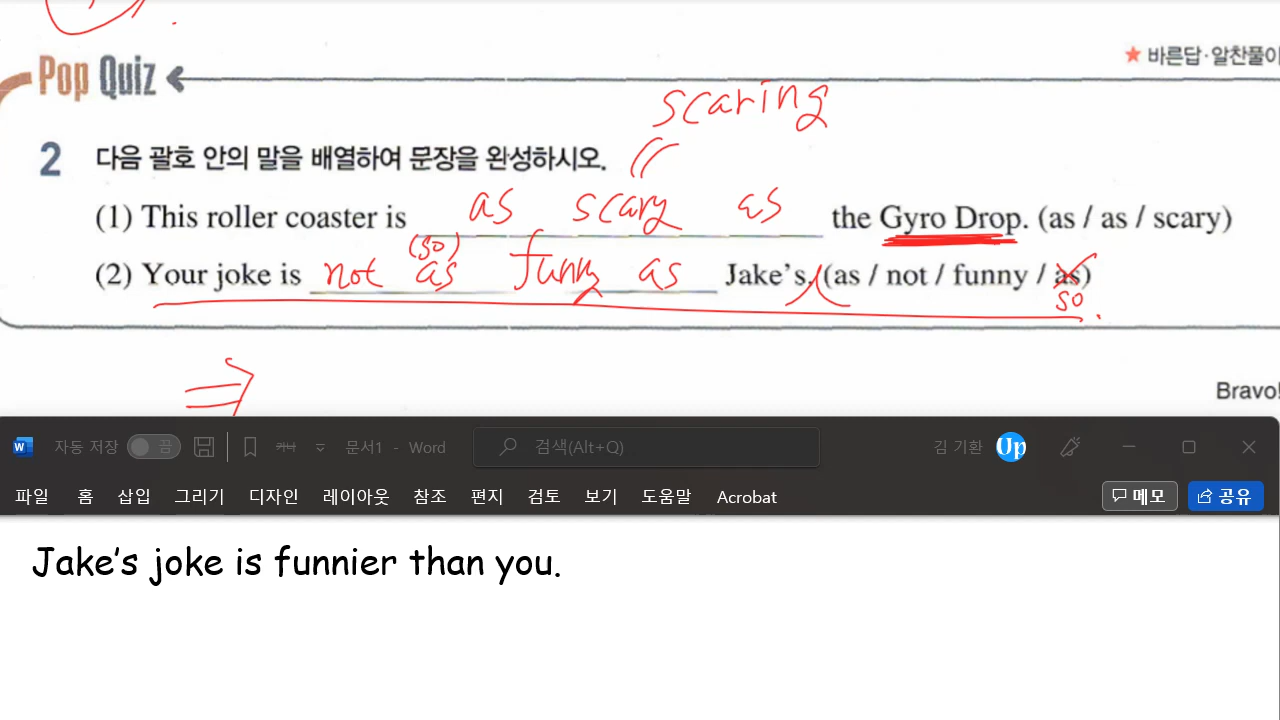 Pop Quiz
★ 바른답·알찬풀이
scaring
2 다음 괄호 안의 말을 배열하여 문장을 완성하시오.
(1) This roller coaster is as scary as the Gyro Drop. (as / as / scary)
(so)
(2) Your joke is not as funny as Jake's. (as / not / funny / as)
so
Bravo!
자동 저장 끔 가나 문서1 - Word 검색(Alt+Q) 김 기환 Up
파일 홈 삽입 그리기 디자인 레이아웃 참조 편지 검토 보기 도움말 Acrobat 메모 공유
Jake’s joke is funnier than you.